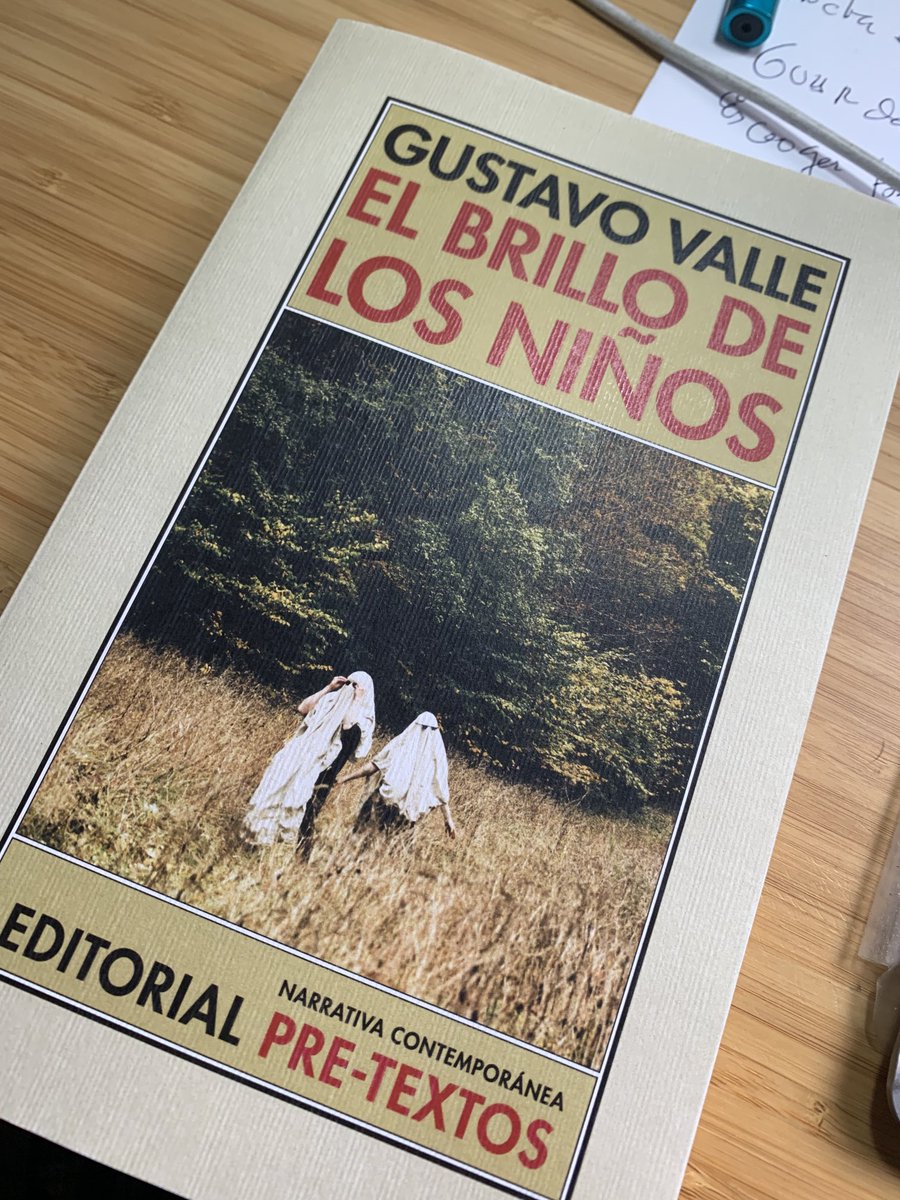 GUSTAVO VALLE
EL BRILLO DE
LOS NIÑOS
NARRATIVA CONTEMPORÁNEA
EDITORIAL PRE-TEXTOS